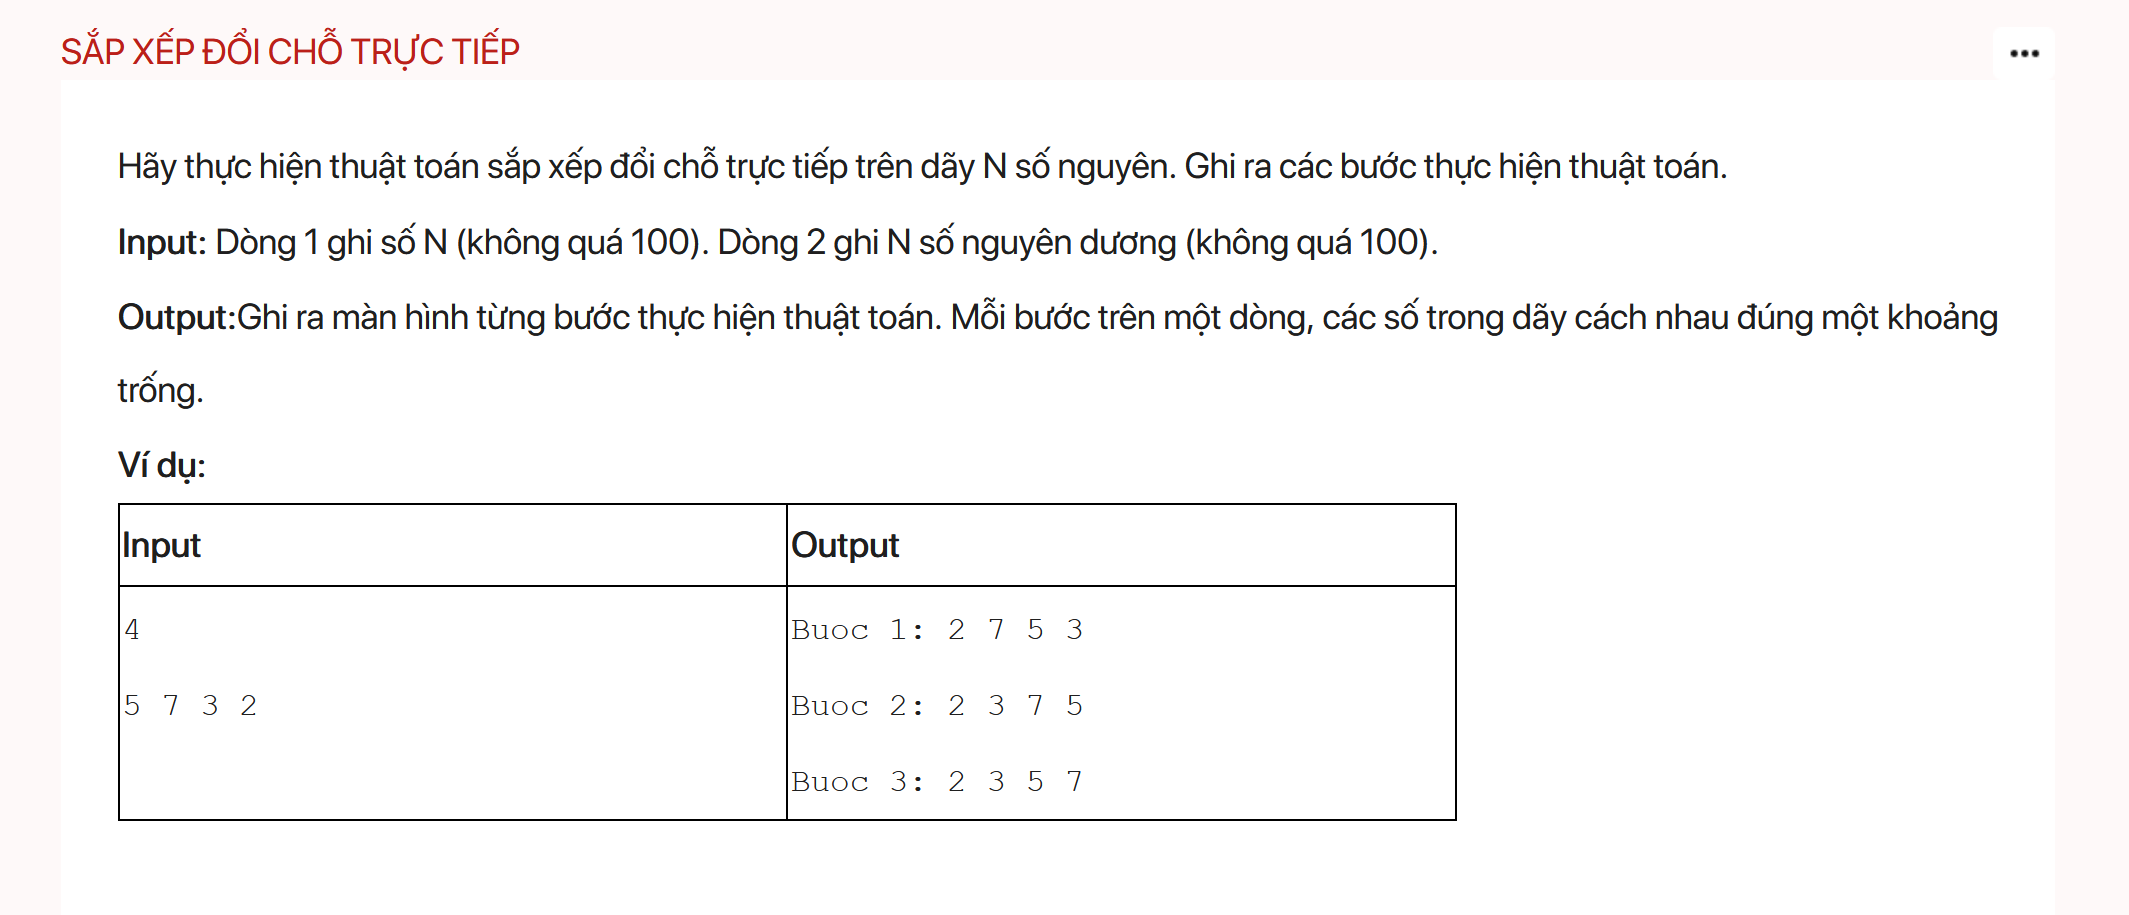 SẮP XẾP ĐỔI CHỖ TRỰC TIẾP
Hãy thực hiện thuật toán sắp xếp đổi chỗ trực tiếp trên dãy N số nguyên. Ghi ra các bước thực hiện thuật toán.
Input: Dòng 1 ghi số N (không quá 100). Dòng 2 ghi N số nguyên dương (không quá 100).
Output:Ghi ra màn hình từng bước thực hiện thuật toán. Mỗi bước trên một dòng, các số trong dãy cách nhau đúng một khoảng
trống.
Ví dụ:
Input Output
4
5 7 3 2
Buoc 1: 2 7 5 3
Buoc 2: 2 3 7 5
Buoc 3: 2 3 5 7